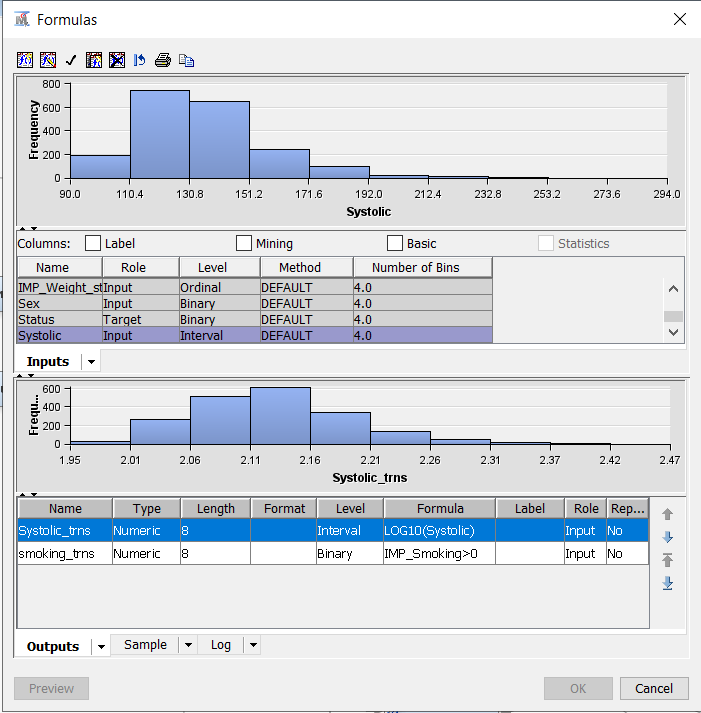 Formulas
800
600
400
200
0
Frequency
90.0 110.4 130.8 151.2 171.6 192.0 212.4 232.8 253.2 273.6 294.0
Systolic
Columns: Label Mining Basic Statistics
Name Role Level Method Number of Bins
IMP_Weight_st Input Ordinal DEFAULT 4.0
Sex Input Binary DEFAULT 4.0
Status Target Binary DEFAULT 4.0
Systolic Input Interval DEFAULT 4.0
Inputs
600
400
200
0
Frequ...
1.95 2.01 2.06 2.11 2.16 2.21 2.26 2.31 2.37 2.42 2.47
Systolic_trns
Name Type Length Format Level Formula Label Role Rep...
Systolic_trns Numeric 8 Interval LOG10(Systolic) Input No
smoking_trns Numeric 8 Binary IMP_Smoking>0 Input No
Outputs Sample Log
Preview OK Cancel